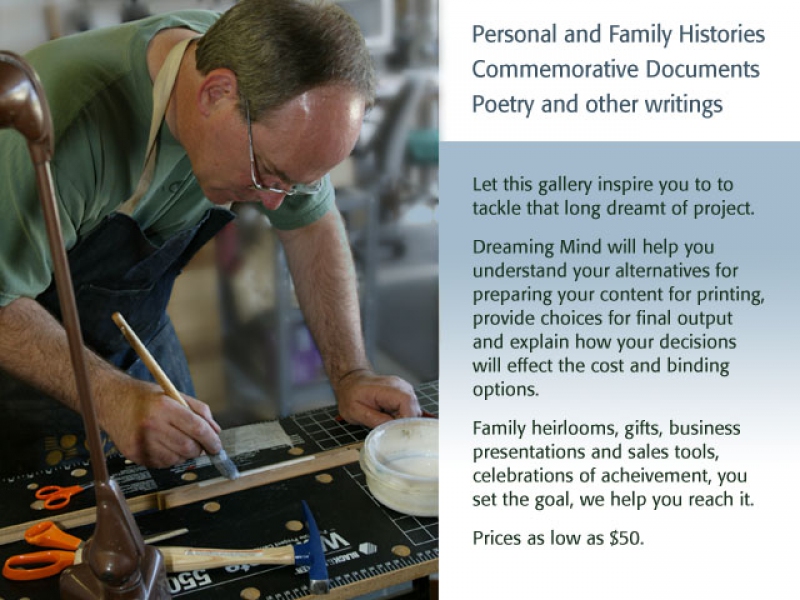 Personal and Family Histories
Commemorative Documents
Poetry and other writings
Let this gallery inspire you to to
tackle that long dreamt of project.
Dreaming Mind will help you
understand your alternatives for
preparing your content for printing,
provide choices for final output
and explain how your decisions
will effect the cost and binding
options.
Family heirlooms, gifts, business
presentations and sales tools,
celebrations of acheivement, you
set the goal, we help you reach it.
Prices as low as $50.
550